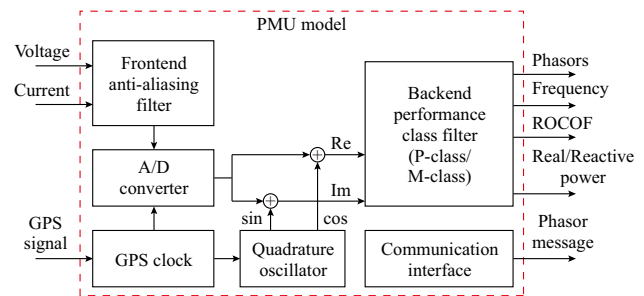 PMU model
Voltage
Current
Frontend
anti-aliasing
filter
A/D
converter
GPS
signal
GPS clock
Quadrature
oscillator
sin
cos
Re
Im
Backend
performance
class filter
(P-class/
M-class)
Communication
interface
Phasors
Frequency
ROCOF
Real/Reactive
power
Phasor
message